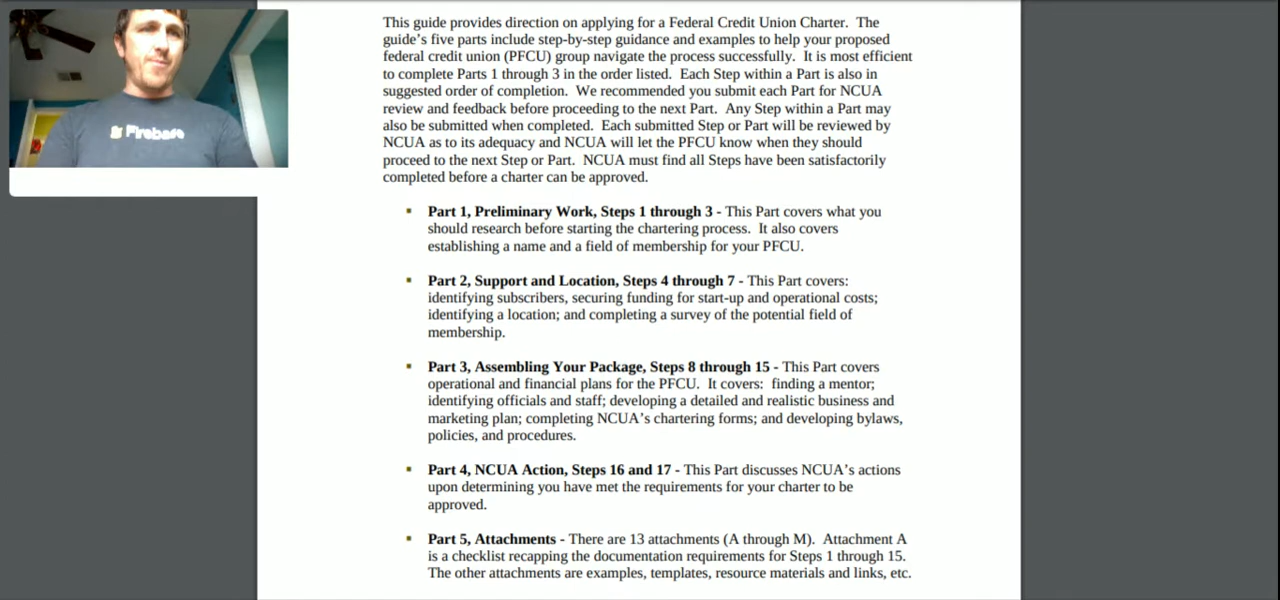 Firebase
This guide provides direction on applying for a Federal Credit Union Charter.  The
guide's five parts include step-by-step guidance and examples to help your proposed
federal credit union (PFCU) group navigate the process successfully.  It is most efficient
to complete Parts 1 through 3 in the order listed.  Each Step within a Part is also in
suggested order of completion.  We recommended you submit each Part for NCUA
review and feedback before proceeding to the next Part.  Any Step within a Part may
also be submitted when completed.  Each submitted Step or Part will be reviewed by
NCUA as to its adequacy and NCUA will let the PFCU know when they should
proceed to the next Step or Part.  NCUA must find all Steps have been satisfactorily
completed before a charter can be approved.
▪ Part 1, Preliminary Work, Steps 1 through 3 - This Part covers what you
should research before starting the chartering process.  It also covers
establishing a name and a field of membership for your PFCU.
▪ Part 2, Support and Location, Steps 4 through 7 - This Part covers:
identifying subscribers, securing funding for start-up and operational costs;
identifying a location; and completing a survey of the potential field of
membership.
▪ Part 3, Assembling Your Package, Steps 8 through 15 - This Part covers
operational and financial plans for the PFCU.  It covers:  finding a mentor;
identifying officials and staff; developing a detailed and realistic business and
marketing plan; completing NCUA's chartering forms; and developing bylaws,
policies, and procedures.
▪ Part 4, NCUA Action, Steps 16 and 17 - This Part discusses NCUA's actions
upon determining you have met the requirements for your charter to be
approved.
▪ Part 5, Attachments - There are 13 attachments (A through M).  Attachment A
is a checklist recapping the documentation requirements for Steps 1 through 15.
The other attachments are examples, templates, resource materials and links, etc.